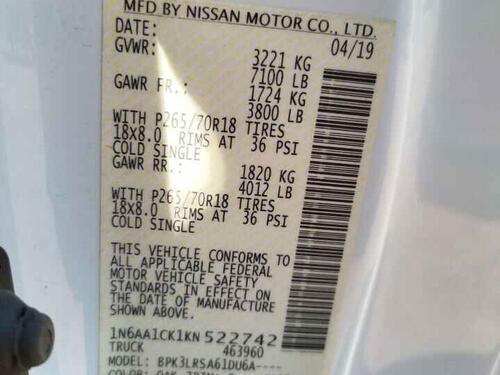 MFD BY NISSAN MOTOR CO., LTD.
DATE: 04/19
GVWR: 3221 KG
7100 LB
GAWR FR.: 1724 KG
3800 LB
WITH P265/70R18 TIRES
18X8.0 RIMS AT 36 PSI
COLD SINGLE
GAWR RR.: 1820 KG
4012 LB
WITH P265/70R18 TIRES
18X8.0 RIMS AT 36 PSI
COLD SINGLE
THIS VEHICLE CONFORMS TO
ALL APPLICABLE FEDERAL
MOTOR VEHICLE SAFETY
STANDARDS IN EFFECT ON
THE DATE OF MANUFACTURE
SHOWN ABOVE.
1N6AA1CK1KN522742
TRUCK 463960
MODEL: BPK3LRSA61DU6A----
COLOR: